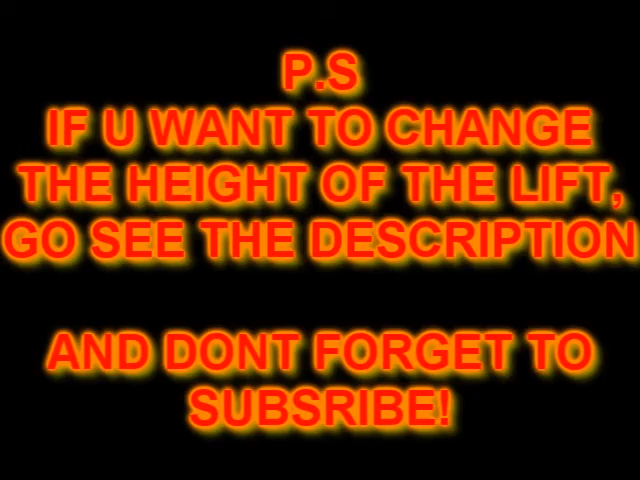 P.S
IF U WANT TO CHANGE
THE HEIGHT OF THE LIFT,
GO SEE THE DESCRIPTION
AND DONT FORGET TO
SUBSRIBE!